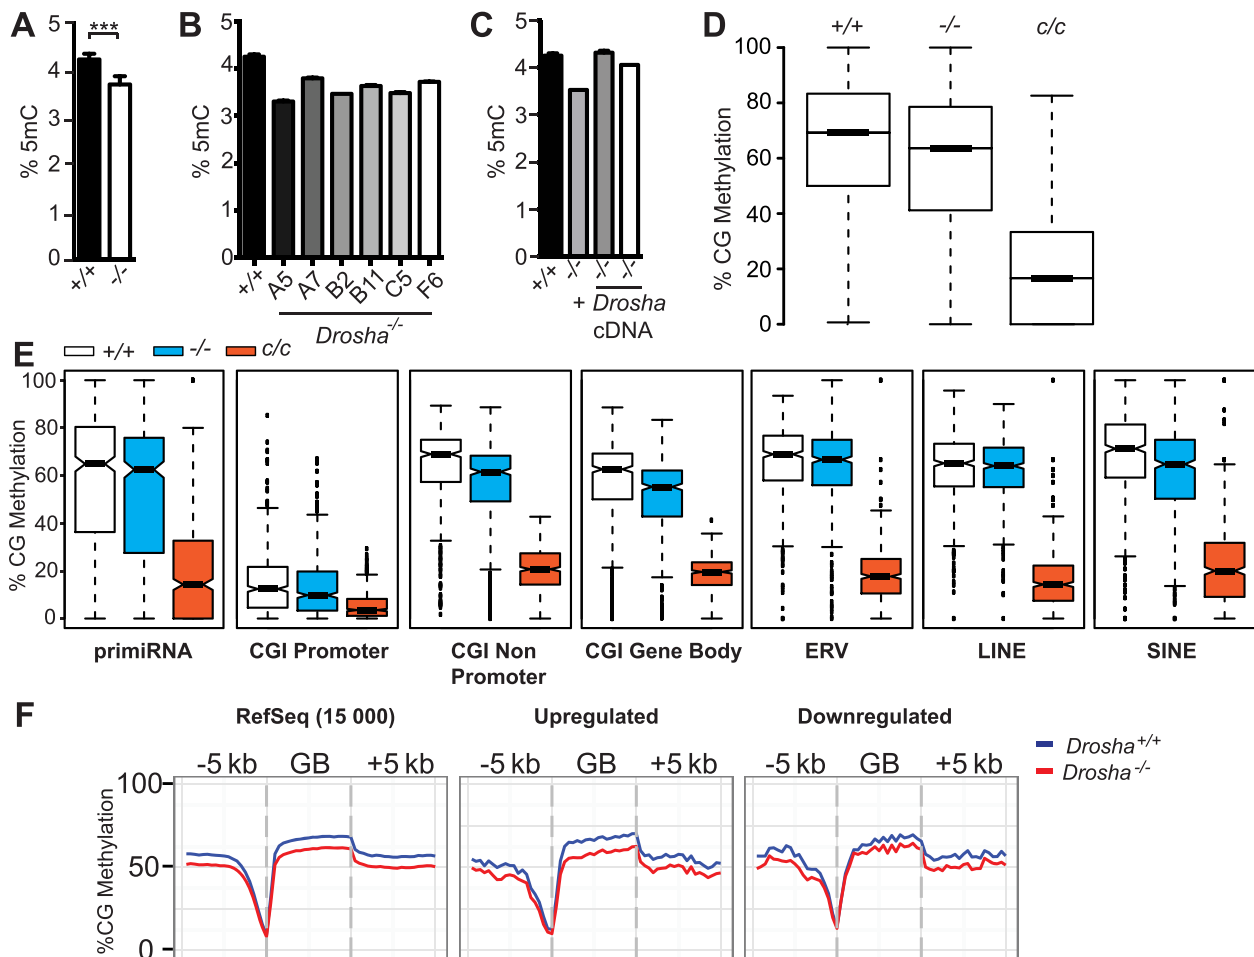 A
5
4
3
2
1
0
% 5mC
***
+/+
-/-
B
5
4
3
2
1
0
% 5mC
+/+
A5
A7
B2
B11
C5
F6
Drosha-/-
C
5
4
3
2
1
0
% 5mC
+/+
-/-
-/-
-/-
+ Drosha
cDNA
D
+/+ -/- c/c
100
80
60
40
20
0
% CG Methylation
E
+/+ -/- c/c
100
80
60
40
20
0
% CG Methylation
primiRNA
CGI Promoter
CGI Non
Promoter
CGI Gene Body
ERV
LINE
SINE
F
RefSeq (15 000)
Upregulated
Downregulated
-5 kb GB +5 kb
-5 kb GB +5 kb
-5 kb GB +5 kb
Drosha+/+
Drosha-/-
100
50
0
%CG Methylation